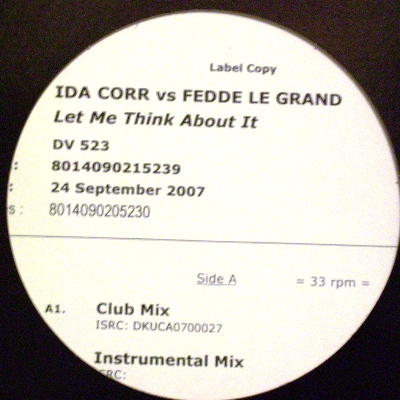 Label Copy
IDA CORR vs FEDDE LE GRAND
Let Me Think About It
DV 523
: 8014090215239
: 24 September 2007
s : 8014090205230
Side A = 33 rpm =
A1. Club Mix
ISRC: DKUCA0700027
Instrumental Mix
SRC: